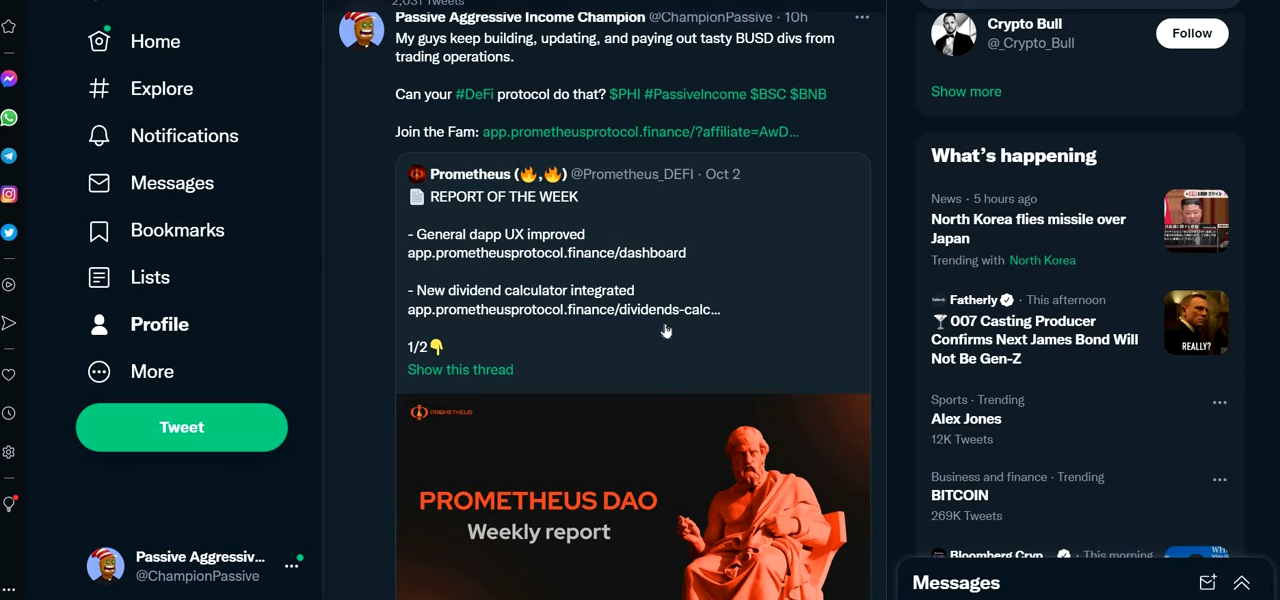 2,031 Tweets
Passive Aggressive Income Champion @ChampionPassive · 10h
My guys keep building, updating, and paying out tasty BUSD divs from
trading operations.
Can your #DeFi protocol do that? $PHI #PassiveIncome $BSC $BNB
Join the Fam: app.prometheusprotocol.finance/?affiliate=AwD...
Prometheus (🔥,🔥) @Prometheus_DEFI · Oct 2
📄 REPORT OF THE WEEK
- General dapp UX improved
app.prometheusprotocol.finance/dashboard
- New dividend calculator integrated
app.prometheusprotocol.finance/dividends-calc...
1/2👇
Show this thread
PROMETHEUS
PROMETHEUS DAO
Weekly report
Home
Explore
Notifications
Messages
Bookmarks
Lists
Profile
More
Tweet
Passive Aggressiv...
@ChampionPassive
Crypto Bull
@_Crypto_Bull
Follow
Show more
What's happening
News · 5 hours ago
North Korea flies missile over
Japan
Trending with North Korea
Fatherly · This afternoon
🍸007 Casting Producer
Confirms Next James Bond Will
Not Be Gen-Z
REALLY?
Sports · Trending
Alex Jones
12K Tweets
Business and finance · Trending
BITCOIN
269K Tweets
Bloomberg Cryp · This morning
Messages